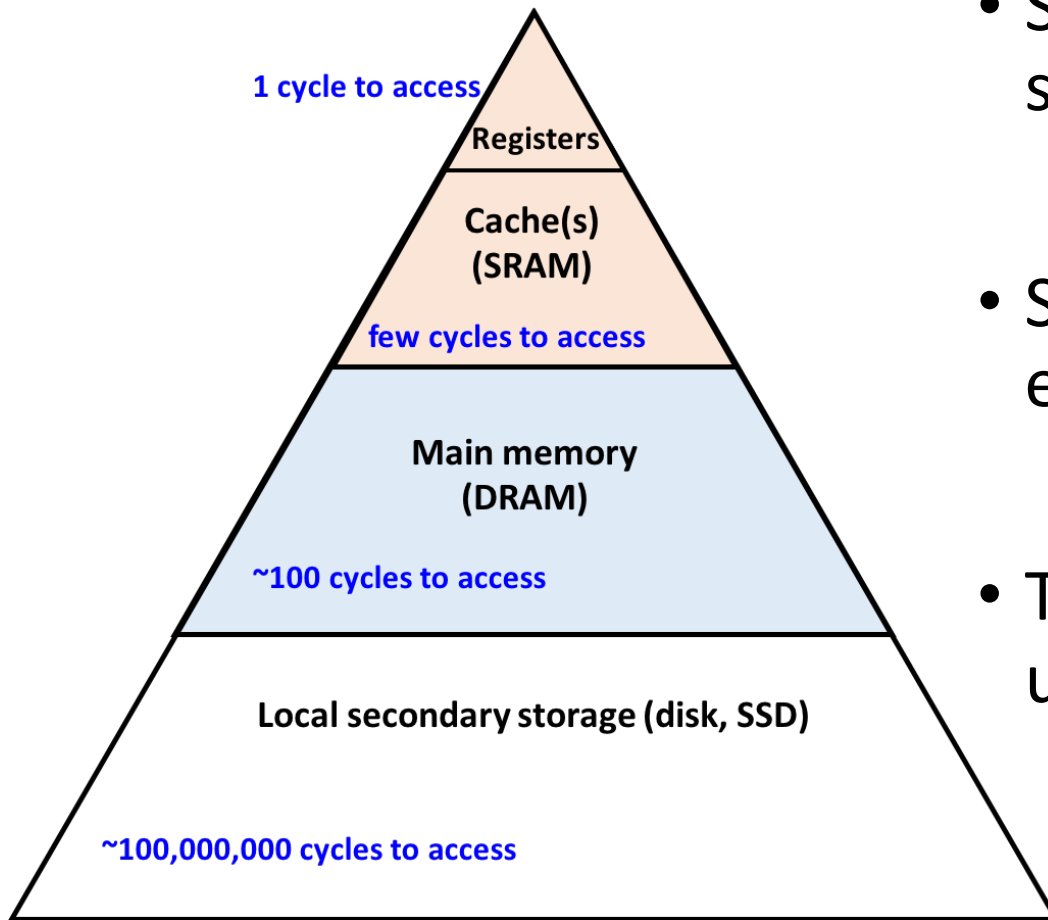 1 cycle to access
Registers
Cache(s)
(SRAM)
few cycles to access
Main memory
(DRAM)
~100 cycles to access
Local secondary storage (disk, SSD)
~100,000,000 cycles to access